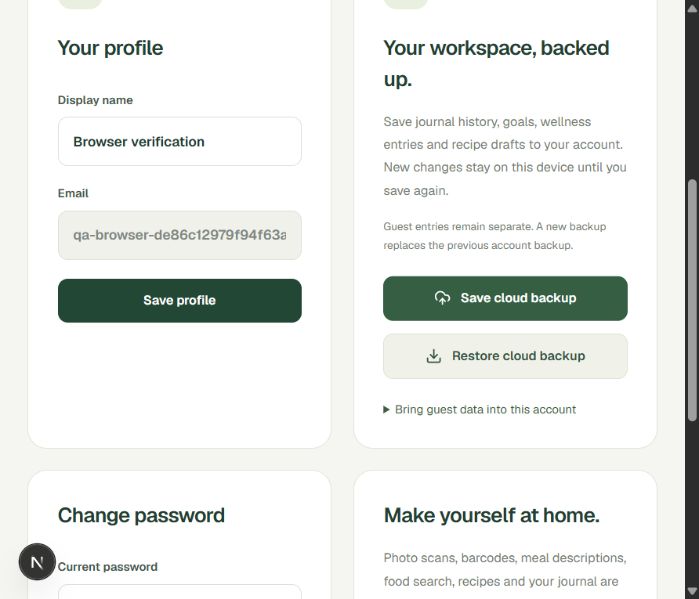 Your profile
Display name
Browser verification
Email
qa-browser-de86c12979f94f63a
Save profile
Your workspace, backed
up.
Save journal history, goals, wellness
entries and recipe drafts to your account.
New changes stay on this device until you
save again.
Guest entries remain separate. A new backup
replaces the previous account backup.
Save cloud backup
Restore cloud backup
Bring guest data into this account
Change password
Current password
N
Make yourself at home.
Photo scans, barcodes, meal descriptions,
food search, recipes and your journal are